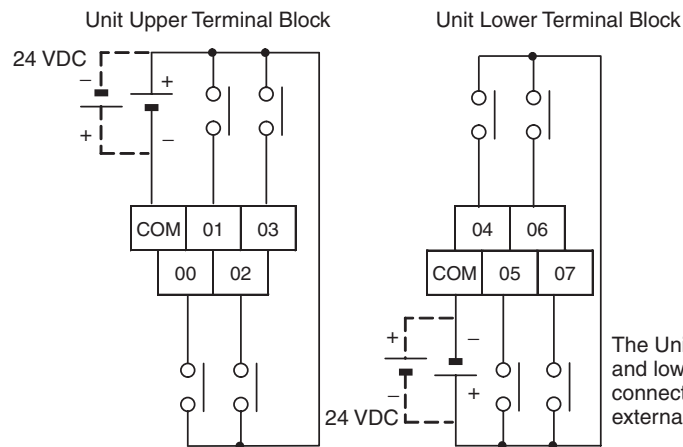 Unit Upper Terminal Block
Unit Lower Terminal Block
24 VDC
− +
+ −
COM 01 03
00 02
04 06
COM 05 07
+ −
− +
24 VDC
The Uni
and low
connect
externa